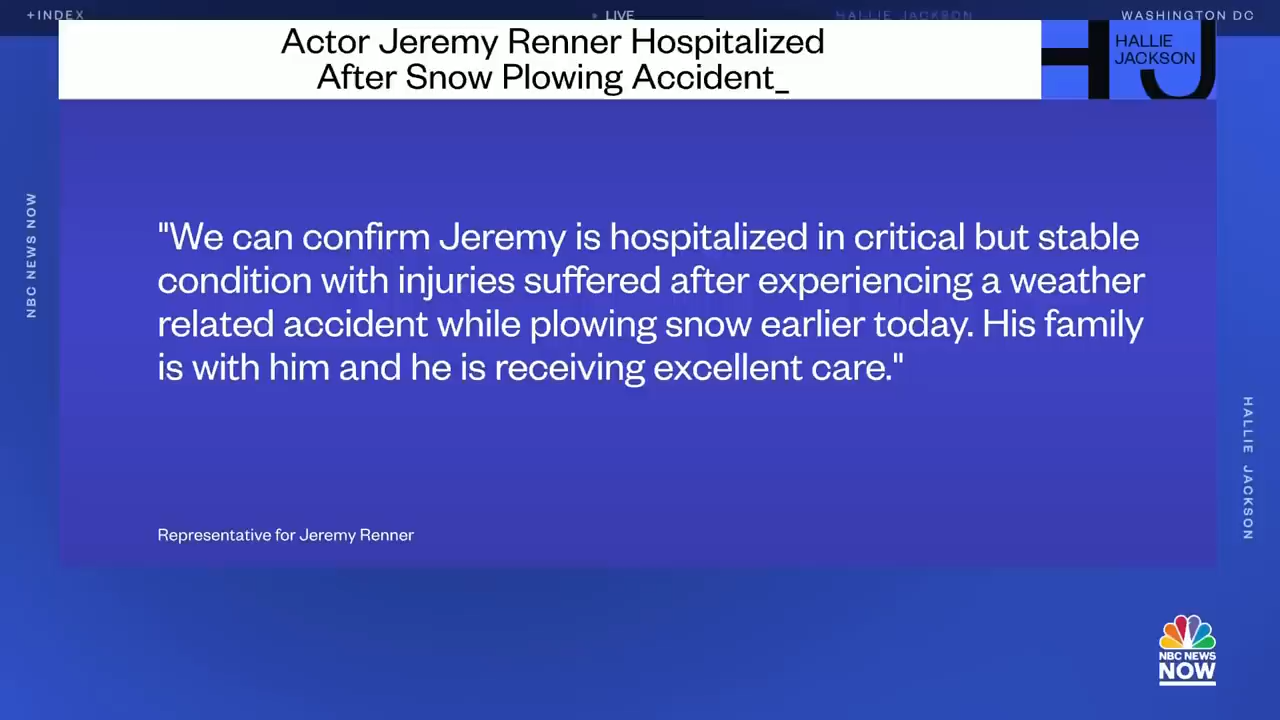 +INDEX
LIVE
HALLIE JACKSON
WASHINGTON DC
Actor Jeremy Renner Hospitalized
After Snow Plowing Accident_
HJ
HALLIE
JACKSON
NBC NEWS NOW
"We can confirm Jeremy is hospitalized in critical but stable
condition with injuries suffered after experiencing a weather
related accident while plowing snow earlier today. His family
is with him and he is receiving excellent care."
Representative for Jeremy Renner
HALLIE JACKSON
NBC NEWS
NOW